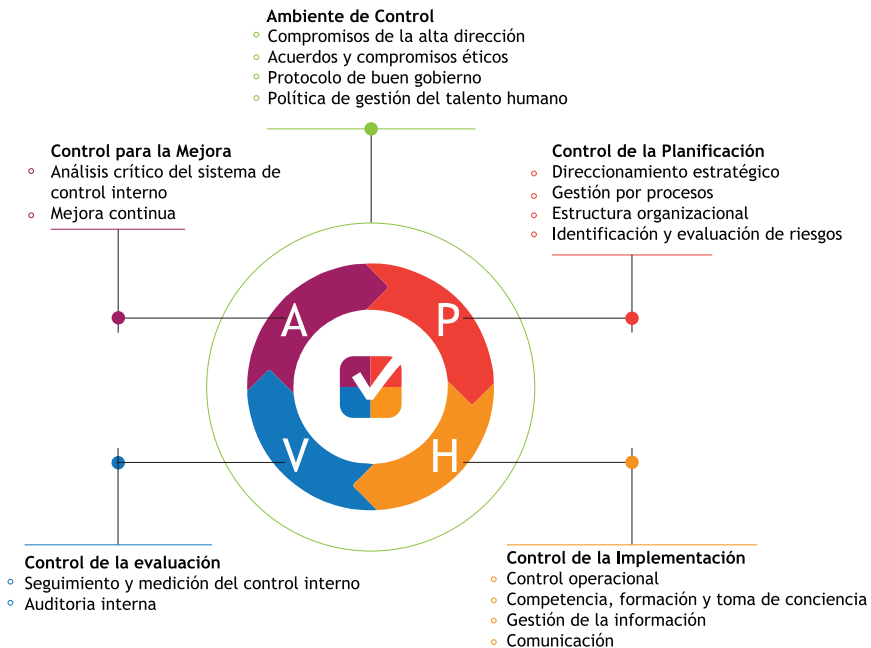 Ambiente de Control
Compromisos de la alta dirección
Acuerdos y compromisos éticos
Protocolo de buen gobierno
Política de gestión del talento humano
Control para la Mejora
Análisis crítico del sistema de
control interno
Mejora continua
Control de la Planificación
Direccionamiento estratégico
Gestión por procesos
Estructura organizacional
Identificación y evaluación de riesgos
A
P
V
H
Control de la evaluación
Seguimiento y medición del control interno
Auditoria interna
Control de la Implementación
Control operacional
Competencia, formación y toma de conciencia
Gestión de la información
Comunicación